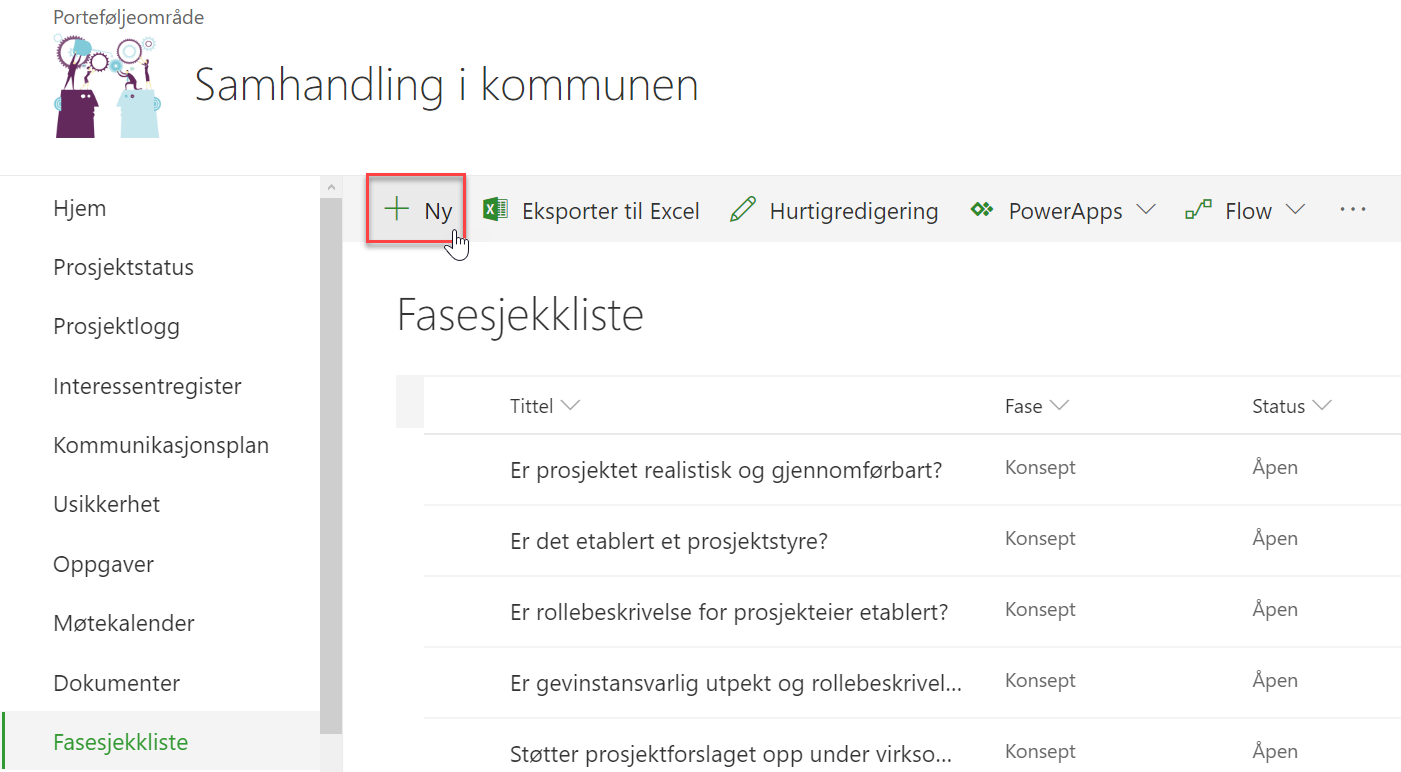 Porteføljeområde
Samhandling i kommunen
Hjem
Prosjektstatus
Prosjektlogg
Interessentregister
Kommunikasjonsplan
Usikkerhet
Oppgaver
Møtekalender
Dokumenter
Fasesjekkliste
+ Ny Eksporter til Excel Hurtigredigering PowerApps Flow ...
Fasesjekkliste
Tittel Fase Status
Er prosjektet realistisk og gjennomførbart? Konsept Åpen
Er det etablert et prosjektstyre? Konsept Åpen
Er rollebeskrivelse for prosjekteier etablert? Konsept Åpen
Er gevinstansvarlig utpekt og rollebeskrivel... Konsept Åpen
Støtter prosjektforslaget opp under virkso... Konsept Åpen